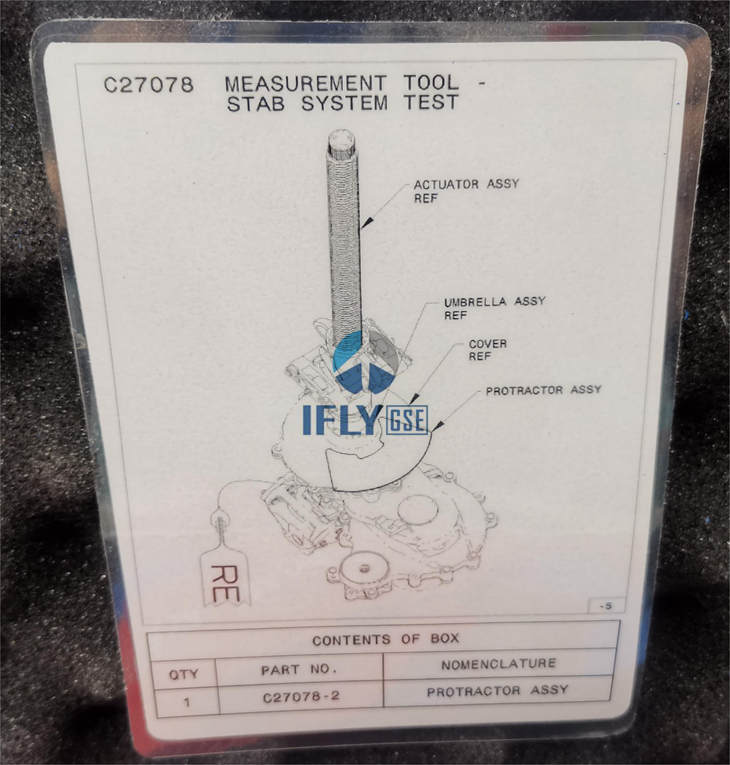 C27078 MEASUREMENT TOOL -
STAB SYSTEM TEST
ACTUATOR ASSY
REF
UMBRELLA ASSY
REF
COVER
REF
PROTRACTOR ASSY
IFLY GSE
RE
-5
CONTENTS OF BOX
QTY PART NO. NOMENCLATURE
1 C27078-2 PROTRACTOR ASSY